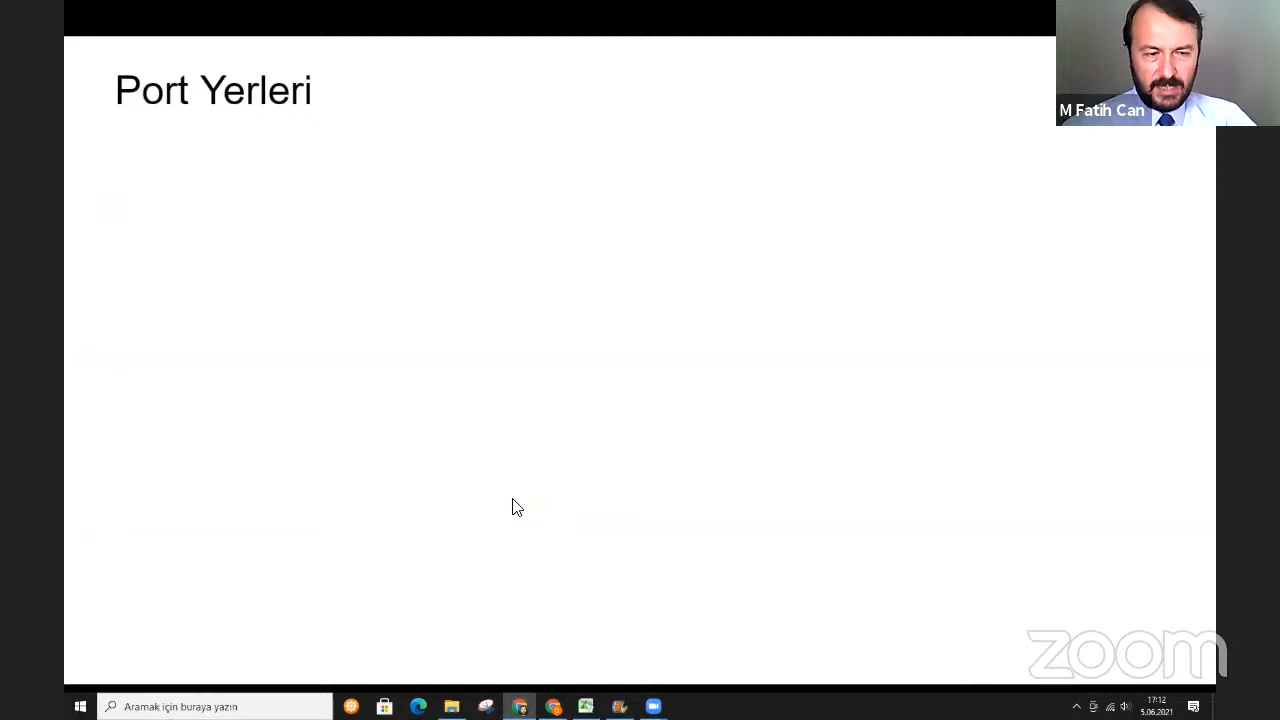 Port Yerleri
M Fatih Can
zoom
Aramak için buraya yazın
17:12
5.06.2021